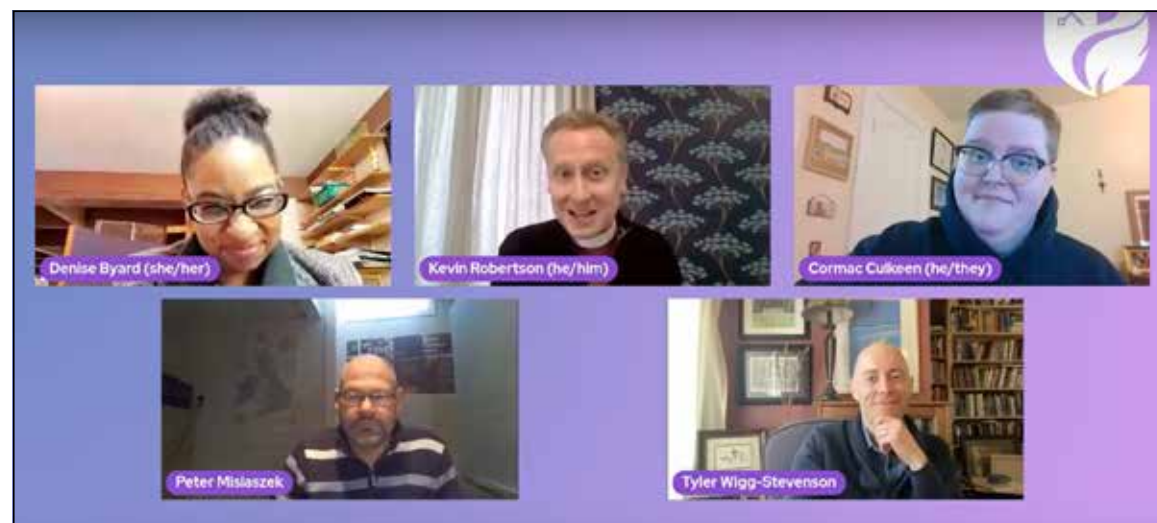 Denise Byard (she/her)
Kevin Robertson (he/him)
Cormac Culkeen (he/they)
Peter Misiaszek
Tyler Wigg-Stevenson